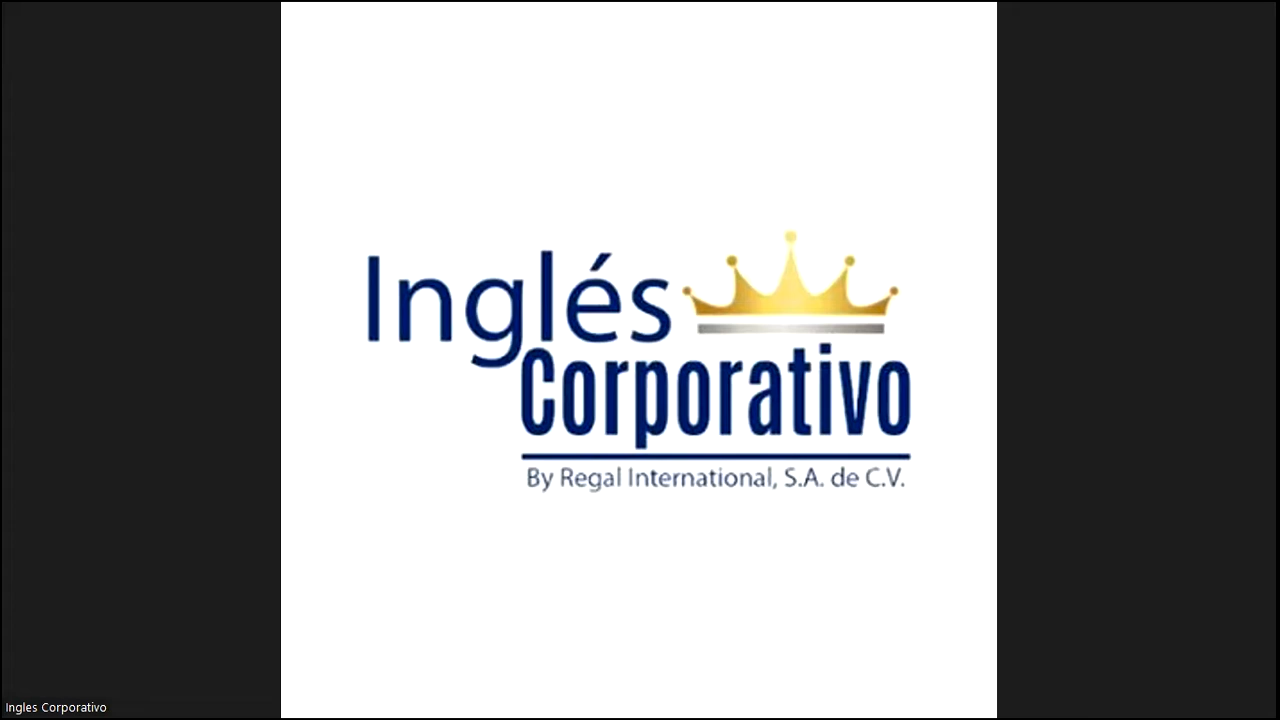 Inglés
Corporativo
By Regal International, S.A. de C.V.
Ingles Corporativo